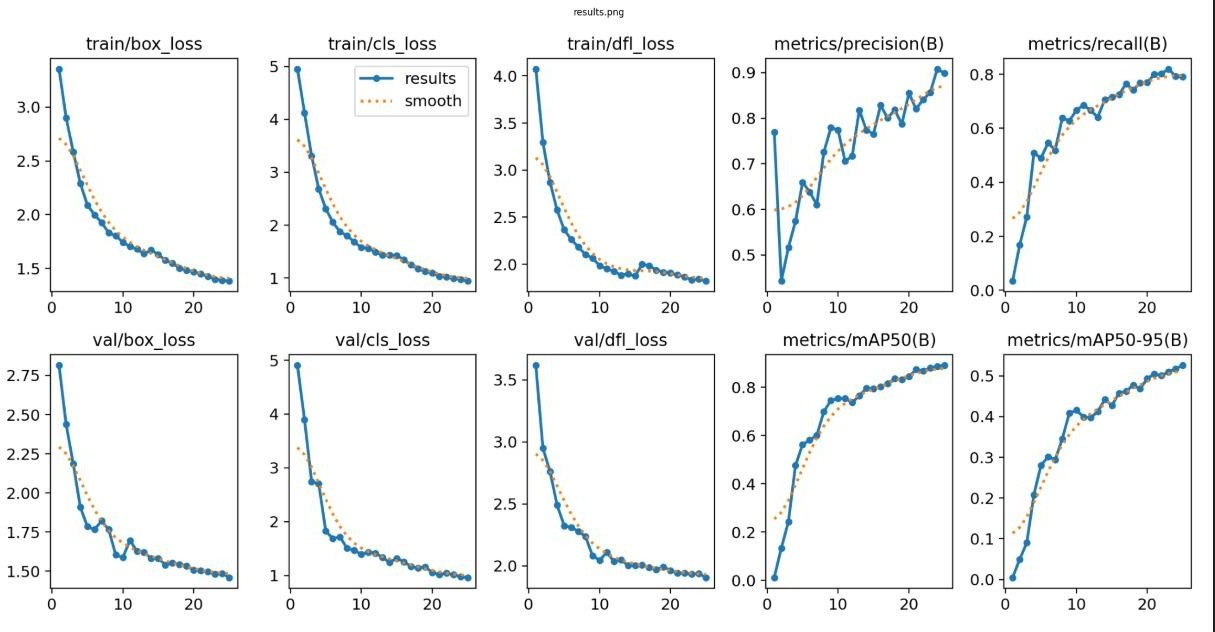 results.png
train/box_loss
train/cls_loss
train/dfl_loss
metrics/precision(B)
metrics/recall(B)
results
smooth
3.0
2.5
2.0
1.5
0 10 20
5
4
3
2
1
0 10 20
4.0
3.5
3.0
2.5
2.0
0 10 20
0.9
0.8
0.7
0.6
0.5
0 10 20
0.8
0.6
0.4
0.2
0.0
0 10 20
val/box_loss
val/cls_loss
val/dfl_loss
metrics/mAP50(B)
metrics/mAP50-95(B)
2.75
2.50
2.25
2.00
1.75
1.50
0 10 20
5
4
3
2
1
0 10 20
3.5
3.0
2.5
2.0
0 10 20
0.8
0.6
0.4
0.2
0.0
0 10 20
0.5
0.4
0.3
0.2
0.1
0.0
0 10 20